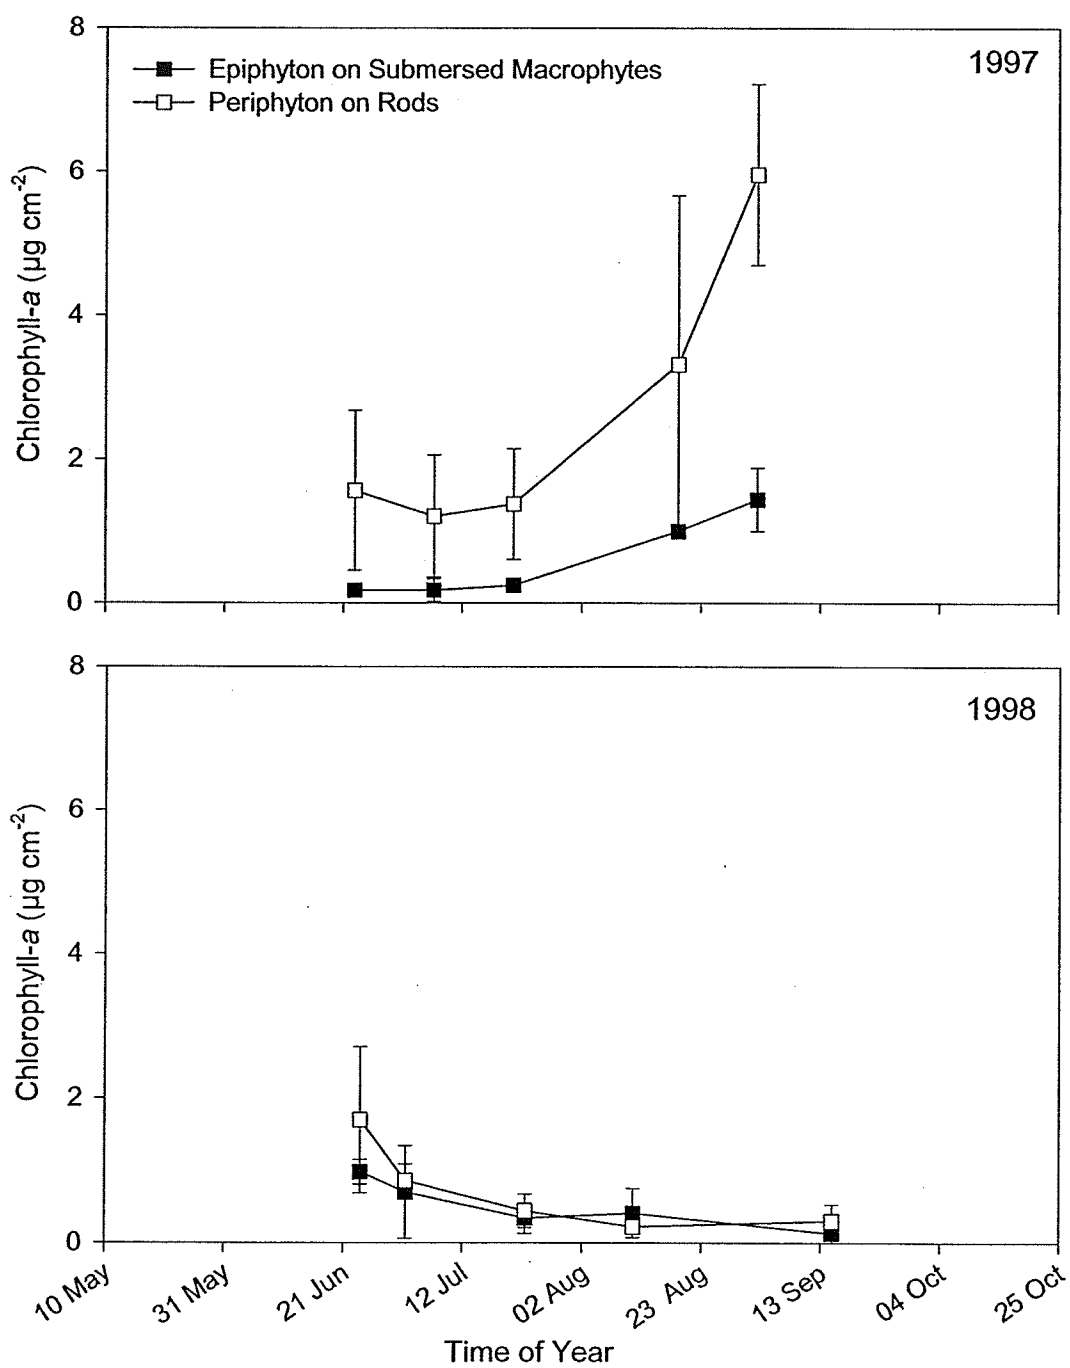 8
1997
Epiphyton on Submersed Macrophytes
Periphyton on Rods
6
4
2
0
Chlorophyll-a (µg cm-2)
8
1998
6
4
2
0
Chlorophyll-a (µg cm-2)
10 May
31 May
21 Jun
12 Jul
02 Aug
23 Aug
13 Sep
04 Oct
25 Oct
Time of Year